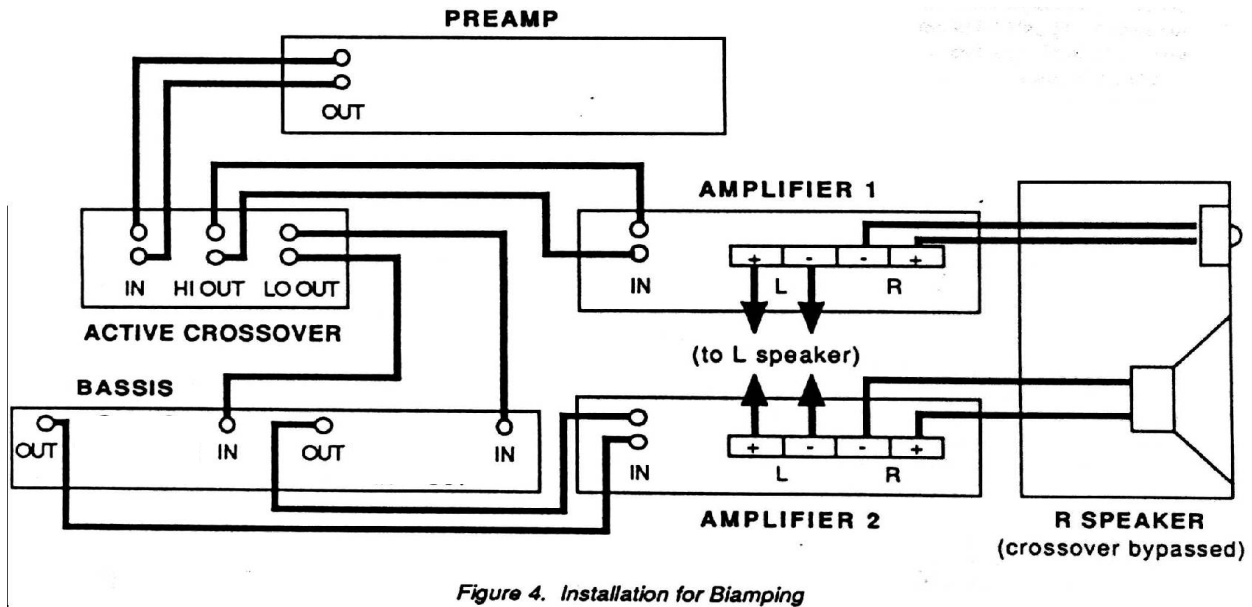 PREAMP
OUT
AMPLIFIER 1
IN HI OUT LO OUT
IN
+ - - +
L R
ACTIVE CROSSOVER
(to L speaker)
BASSIS
OUT IN OUT IN
IN
+ - - +
L R
AMPLIFIER 2
R SPEAKER
(crossover bypassed)
Figure 4. Installation for Biamping